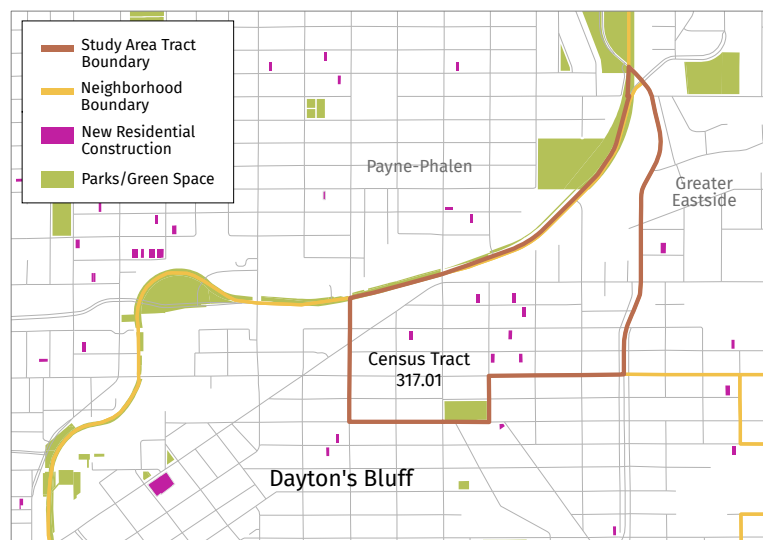 Study Area Tract
Boundary
Neighborhood
Boundary
New Residential
Construction
Parks/Green Space
Payne-Phalen
Greater
Eastside
Census Tract
317.01
Dayton's Bluff